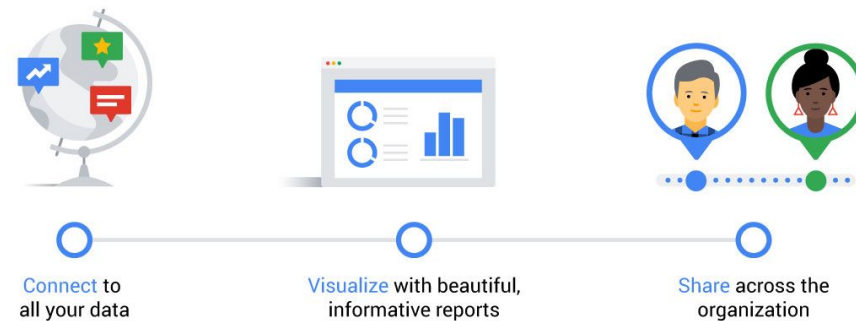 Connect to
all your data
Visualize with beautiful,
informative reports
Share across the
organization